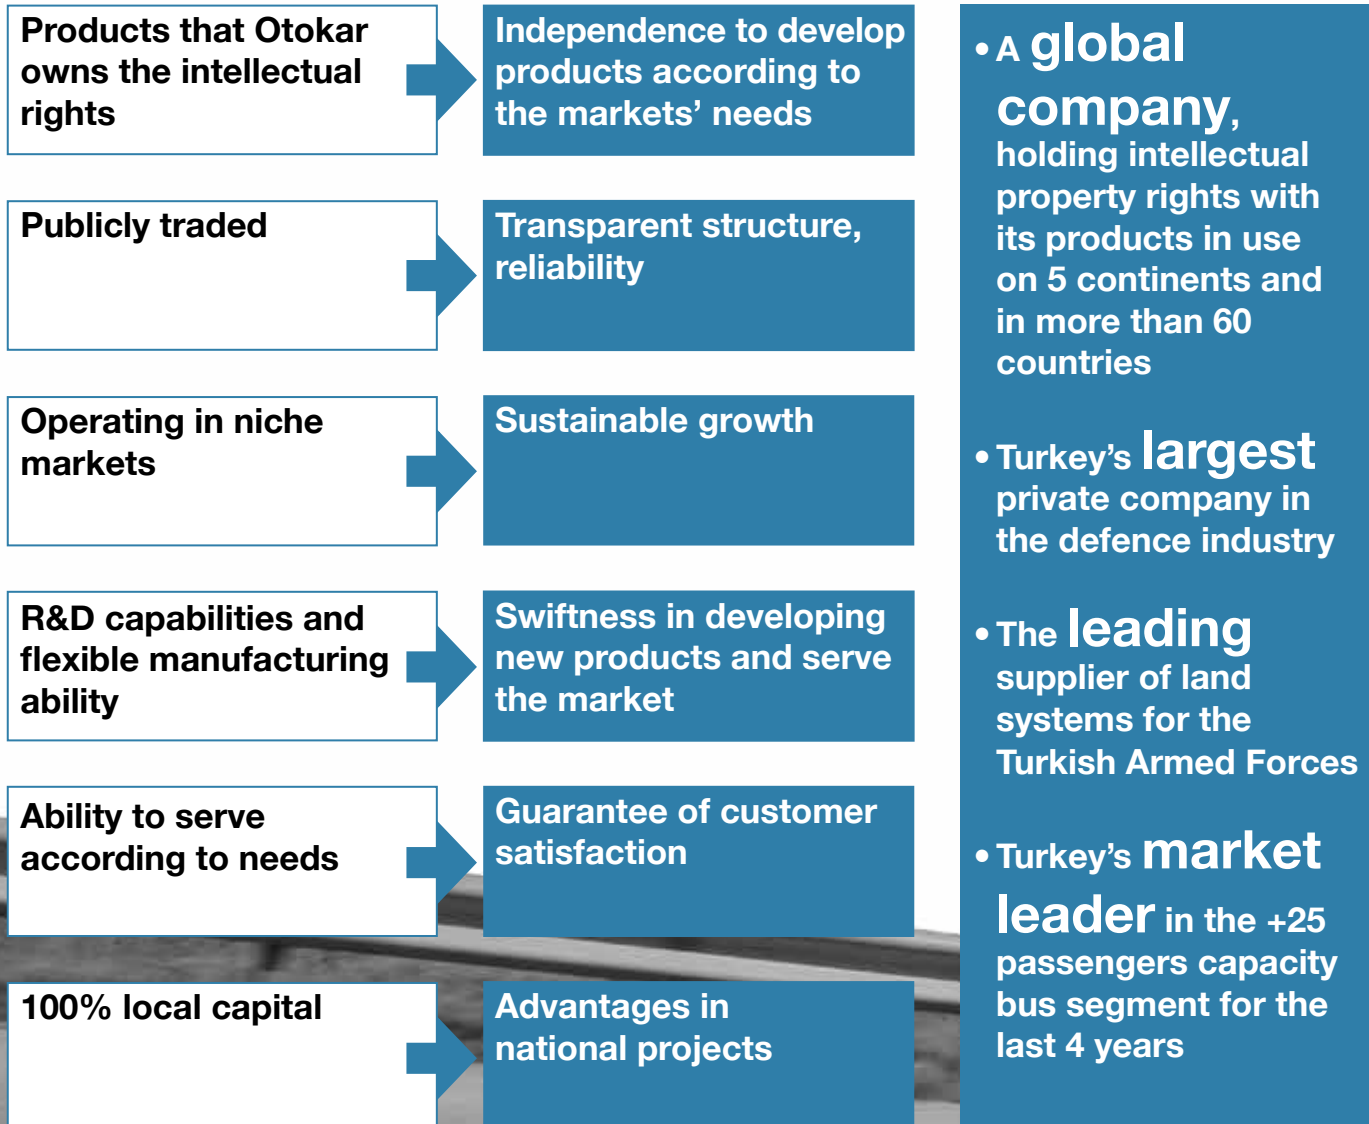 Products that Otokar
owns the intellectual
rights
Independence to develop
products according to
the markets’ needs
Publicly traded
Transparent structure,
reliability
Operating in niche
markets
Sustainable growth
R&D capabilities and
flexible manufacturing
ability
Swiftness in developing
new products and serve
the market
Ability to serve
according to needs
Guarantee of customer
satisfaction
100% local capital
Advantages in
national projects
• A global
company,
holding intellectual
property rights with
its products in use
on 5 continents and
in more than 60
countries
• Turkey’s largest
private company in
the defence industry
• The leading
supplier of land
systems for the
Turkish Armed Forces
• Turkey’s market
leader in the +25
passengers capacity
bus segment for the
last 4 years